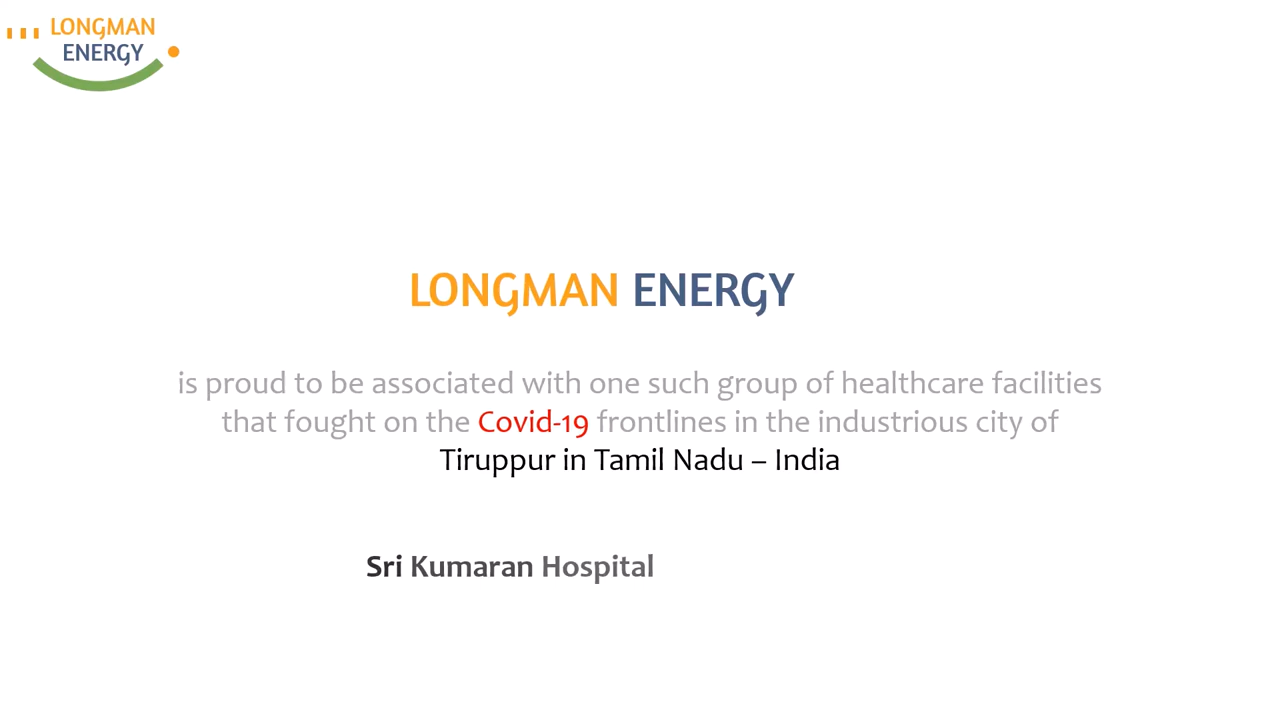 LONGMAN
ENERGY
LONGMAN ENERGY
is proud to be associated with one such group of healthcare facilities
that fought on the Covid-19 frontlines in the industrious city of
Tiruppur in Tamil Nadu – India
Sri Kumaran Hospital